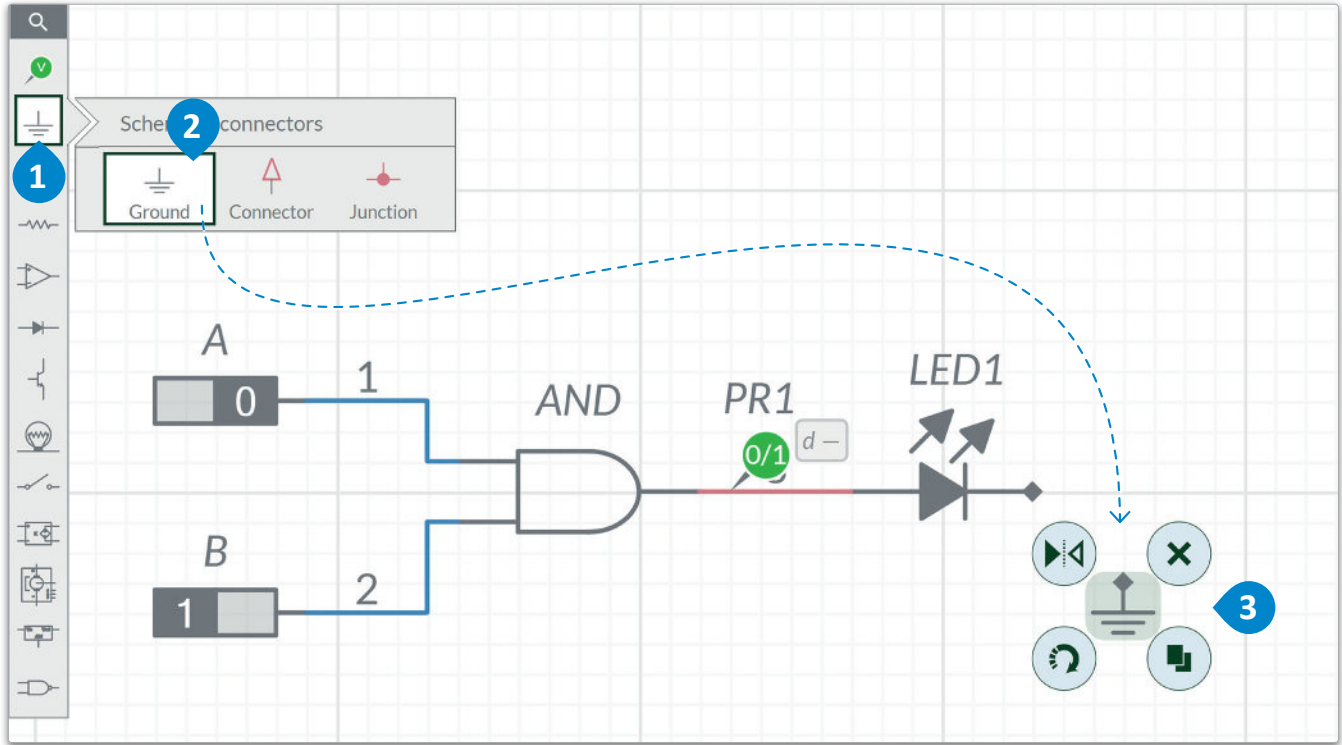 V
Sche 2 connectors
1
Ground Connector Junction
A
0
1
AND
PR1
0/1
d —
LED1
B
1
2
3